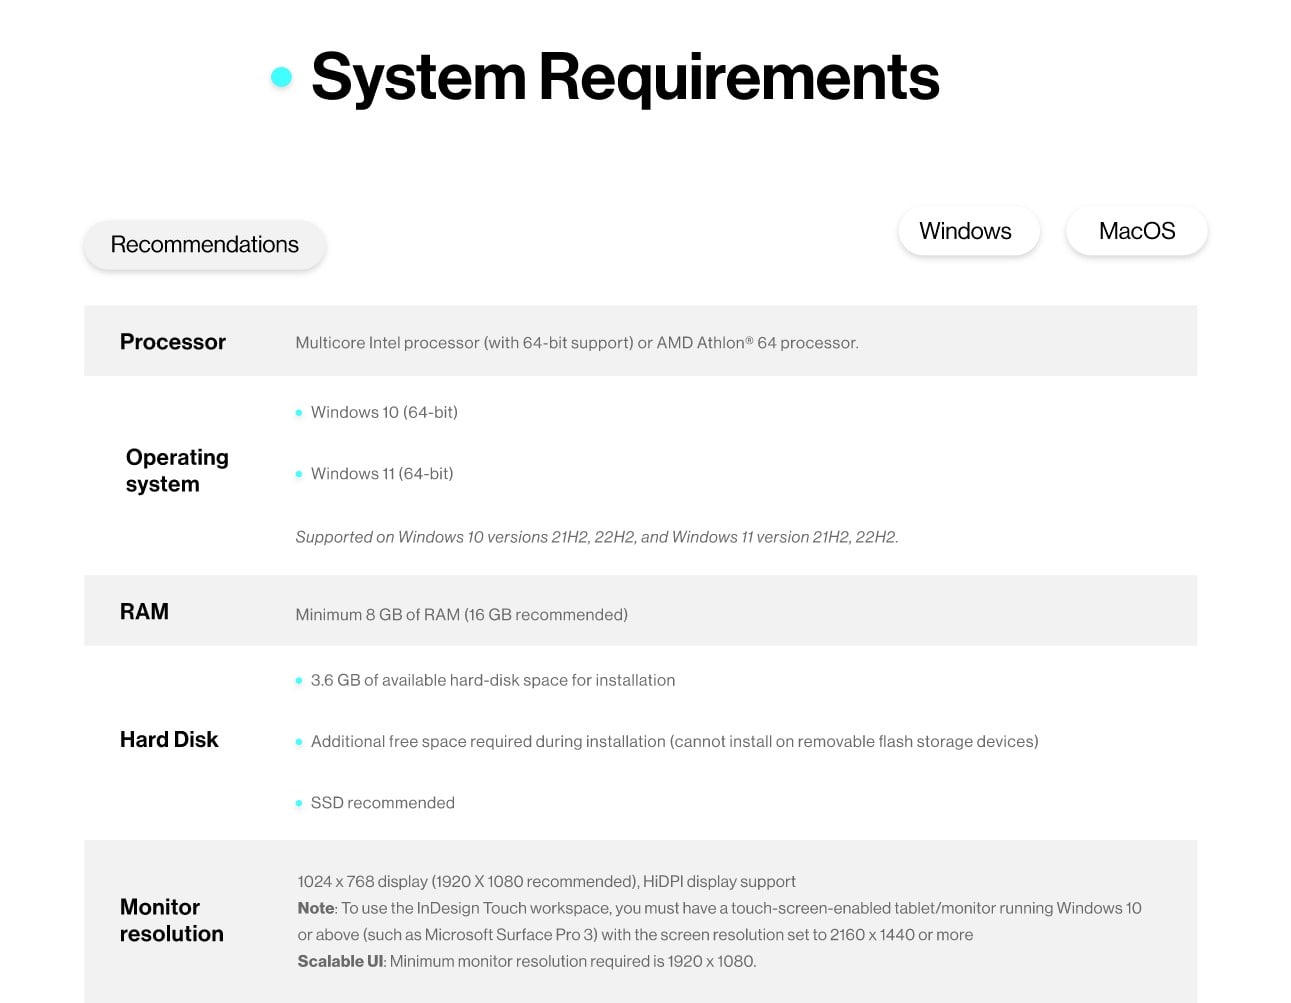 System Requirements
Recommendations
Windows
MacOS
Processor
Multicore Intel processor (with 64-bit support) or AMD Athlon® 64 processor.
Operating
system
Windows 10 (64-bit)
Windows 11 (64-bit)
Supported on Windows 10 versions 21H2, 22H2, and Windows 11 version 21H2, 22H2.
RAM
Minimum 8 GB of RAM (16 GB recommended)
Hard Disk
3.6 GB of available hard-disk space for installation
Additional free space required during installation (cannot install on removable flash storage devices)
SSD recommended
Monitor
resolution
1024 x 768 display (1920 X 1080 recommended), HiDPI display support
Note: To use the InDesign Touch workspace, you must have a touch-screen-enabled tablet/monitor running Windows 10
or above (such as Microsoft Surface Pro 3) with the screen resolution set to 2160 x 1440 or more
Scalable UI: Minimum monitor resolution required is 1920 x 1080.